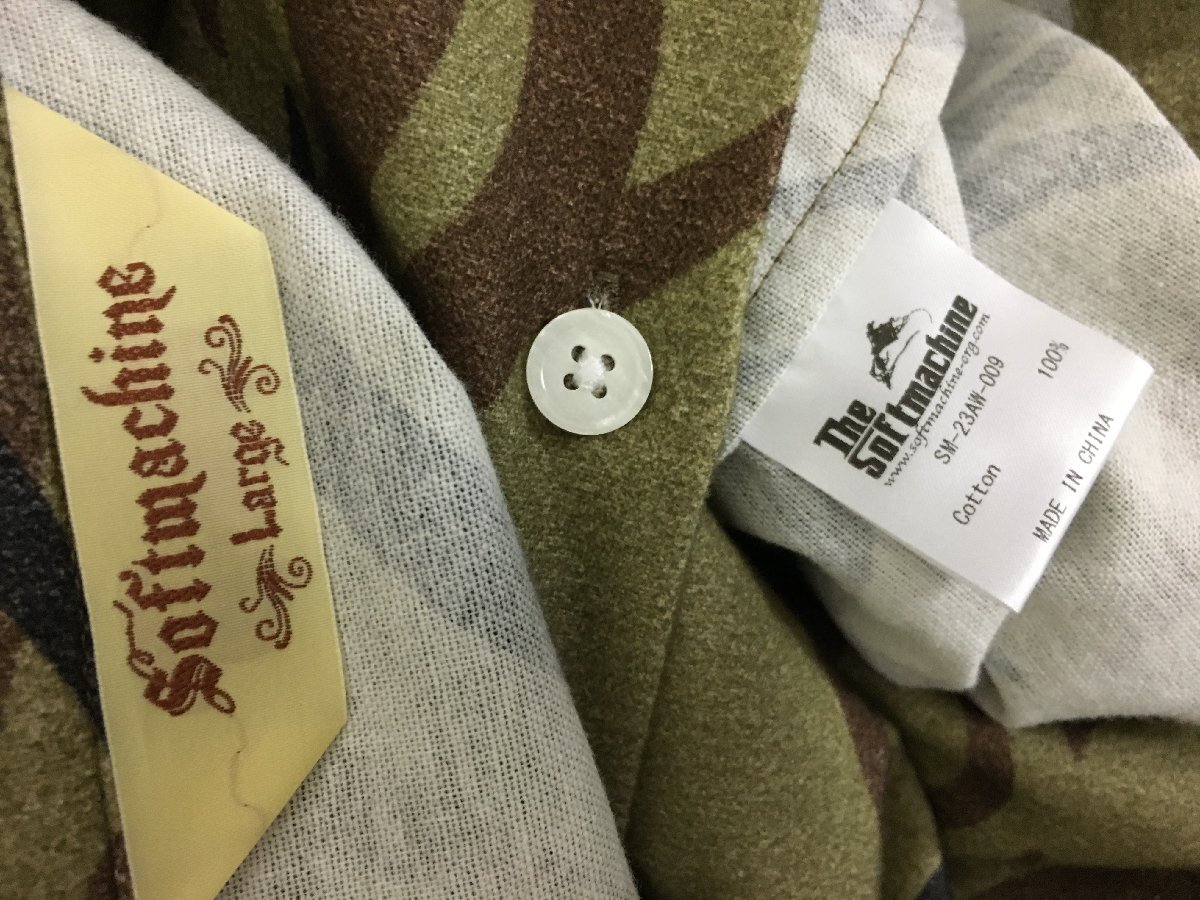 Softmachine
Large
The
Softmachine
www.softmachine-org.com
SM-23AW-009
Cotton 100%
MADE IN CHINA